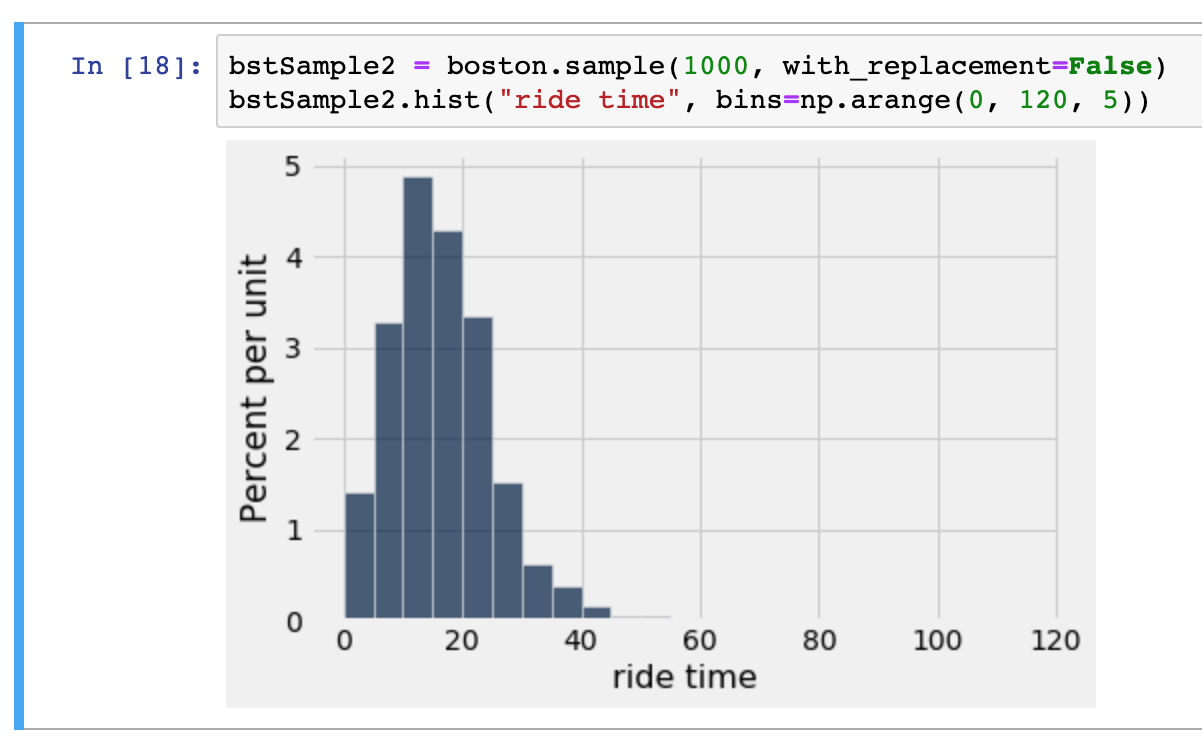 In [18]: bstSample2 = boston.sample(1000, with_replacement=False)
bstSample2.hist("ride time", bins=np.arange(0, 120, 5))
5
4
3
2
1
0
Percent per unit
0 20 40 60 80 100 120
ride time